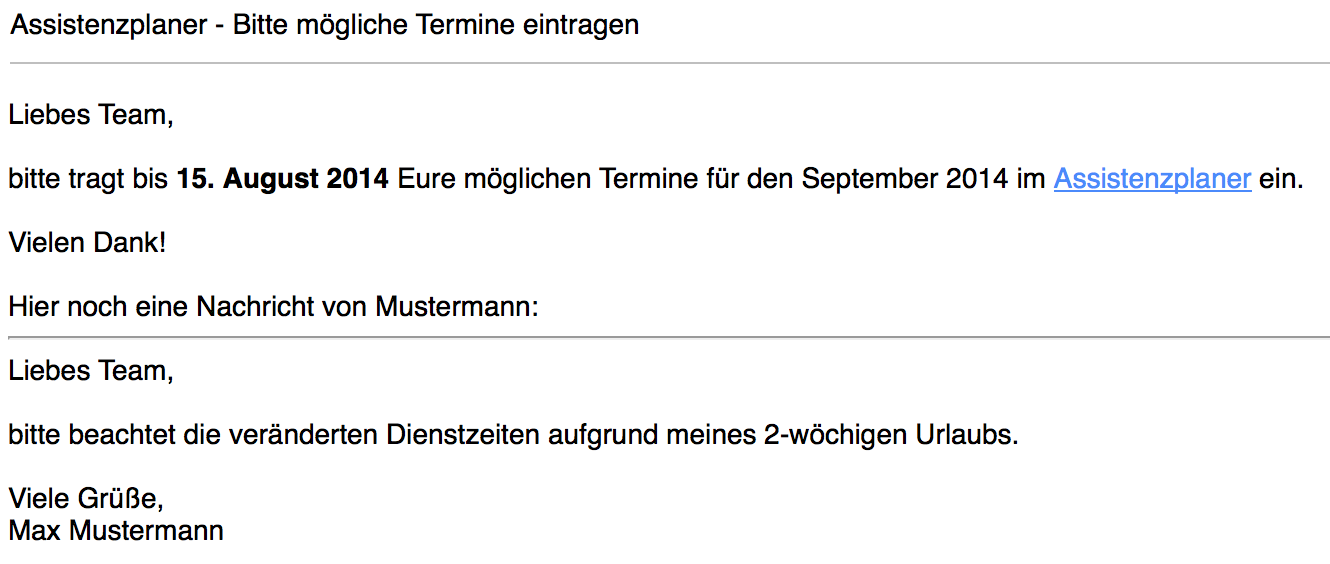 Assistenzplaner - Bitte mögliche Termine eintragen
Liebes Team,
bitte tragt bis 15. August 2014 Eure möglichen Termine für den September 2014 im Assistenzplaner ein.
Vielen Dank!
Hier noch eine Nachricht von Mustermann:
Liebes Team,
bitte beachtet die veränderten Dienstzeiten aufgrund meines 2-wöchigen Urlaubs.
Viele Grüße,
Max Mustermann